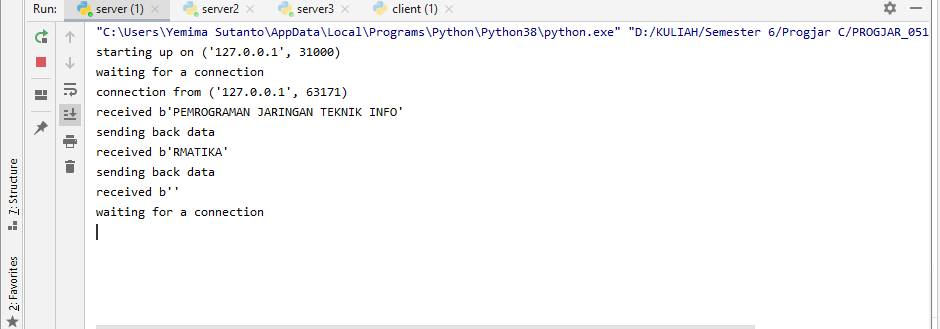 Run: server (1) server2 server3 client (1)
"C:\Users\Yemima Sutanto\AppData\Local\Programs\Python\Python38\python.exe" "D:/KULIAH/Semester 6/Progjar C/PROGJAR_051
starting up on ('127.0.0.1', 31000)
waiting for a connection
connection from ('127.0.0.1', 63171)
received b'PEMROGRAMAN JARINGAN TEKNIK INFO'
sending back data
received b'RMATIKA'
sending back data
received b''
waiting for a connection
7: Structure
2: Favorites